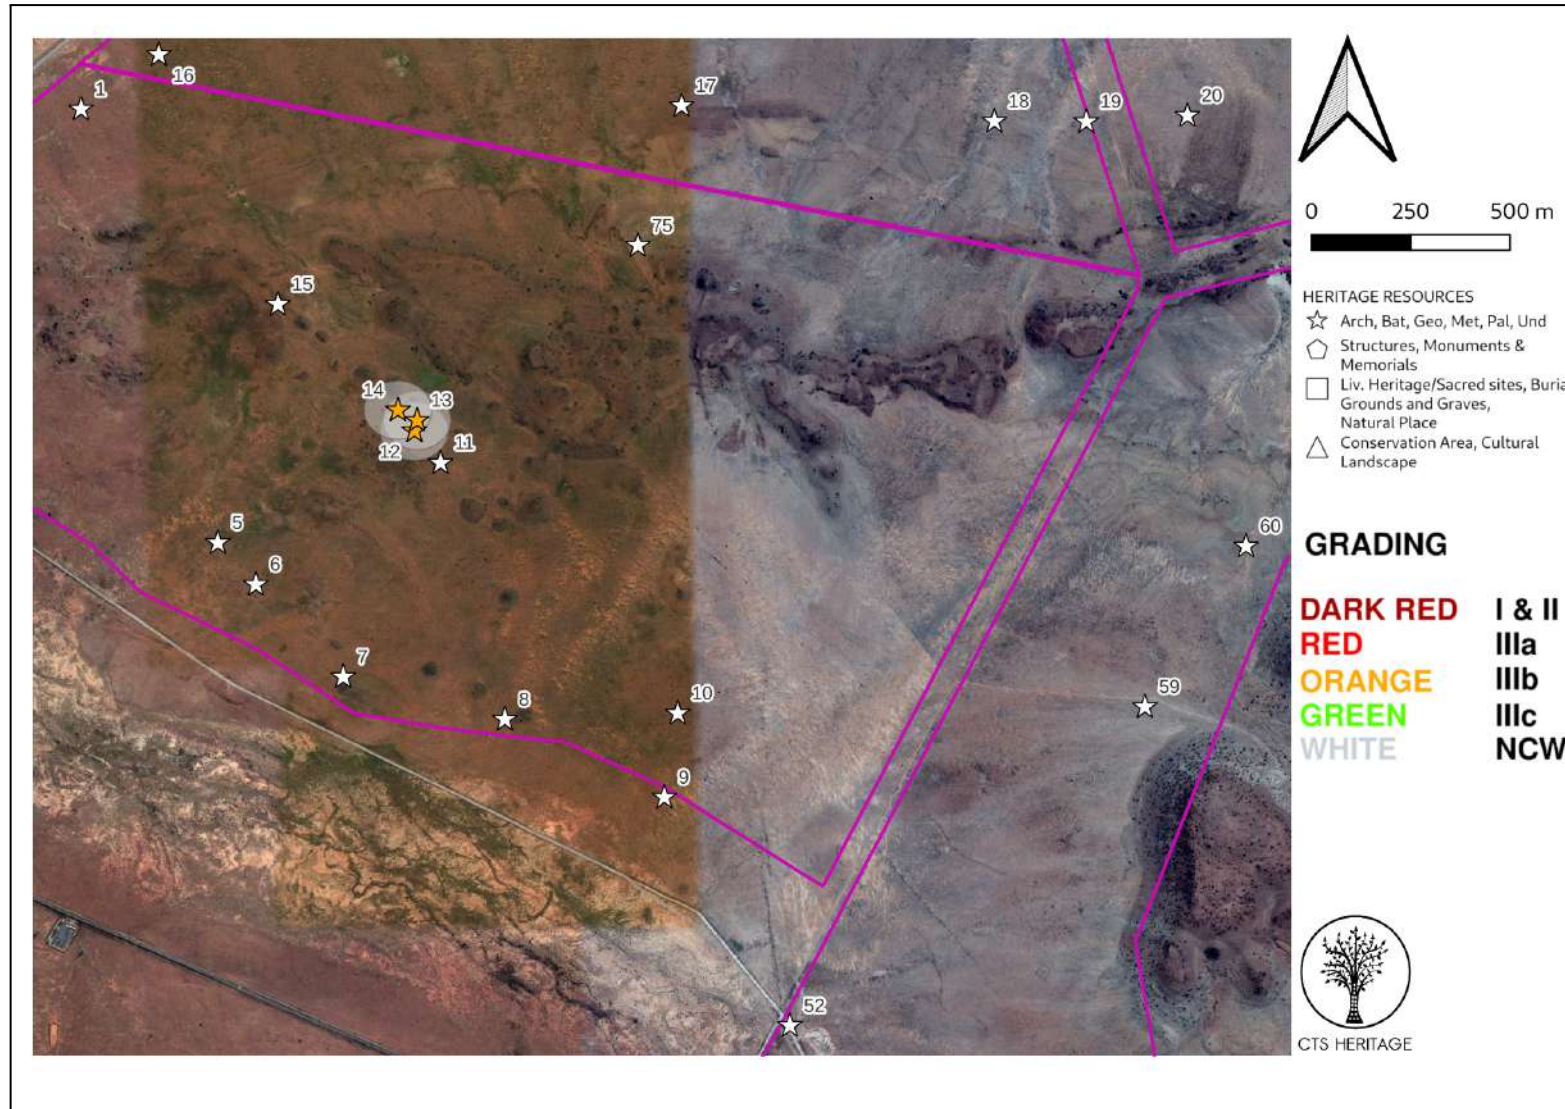 16
1
17
18
19
20
75
15
14
13
12
11
5
6
7
8
10
9
60
59
52
0 250 500 m
HERITAGE RESOURCES
Arch, Bat, Geo, Met, Pal, Und
Structures, Monuments &
Memorials
Liv. Heritage/Sacred sites, Buria
Grounds and Graves,
Natural Place
Conservation Area, Cultural
Landscape
GRADING
DARK RED I & II
RED IIIa
ORANGE IIIb
GREEN IIIc
WHITE NCW
CTS HERITAGE